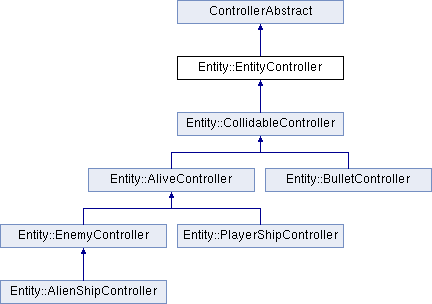 ControllerAbstract
Entity::EntityController
Entity::CollidableController
Entity::AliveController
Entity::BulletController
Entity::EnemyController
Entity::PlayerShipController
Entity::AlienShipController